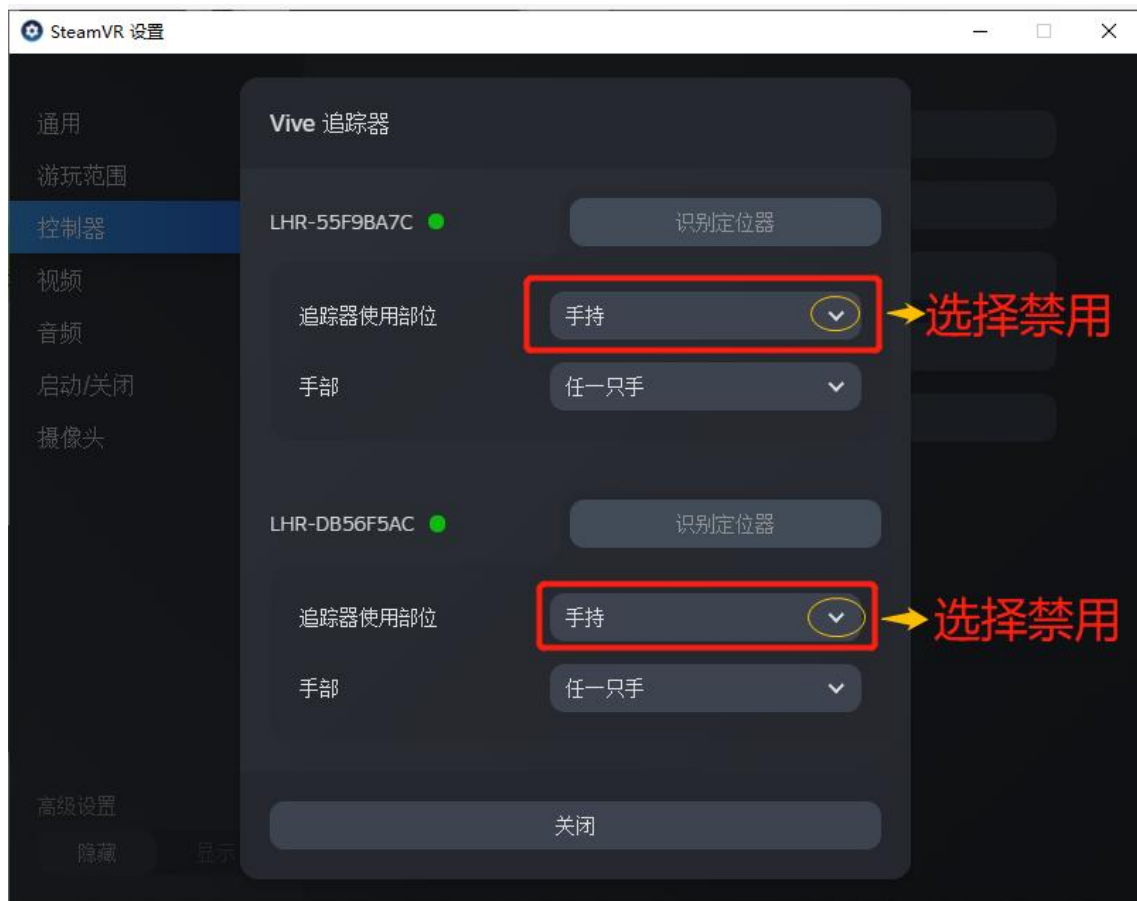 SteamVR 设置
通用
游玩范围
控制器
视频
音频
启动/关闭
摄像头
高级设置
隐藏
显示
Vive 追踪器
LHR-55F9BA7C
识别定位器
追踪器使用部位
手持
选择禁用
手部
任一只手
LHR-DB56F5AC
识别定位器
追踪器使用部位
手持
选择禁用
手部
任一只手
关闭